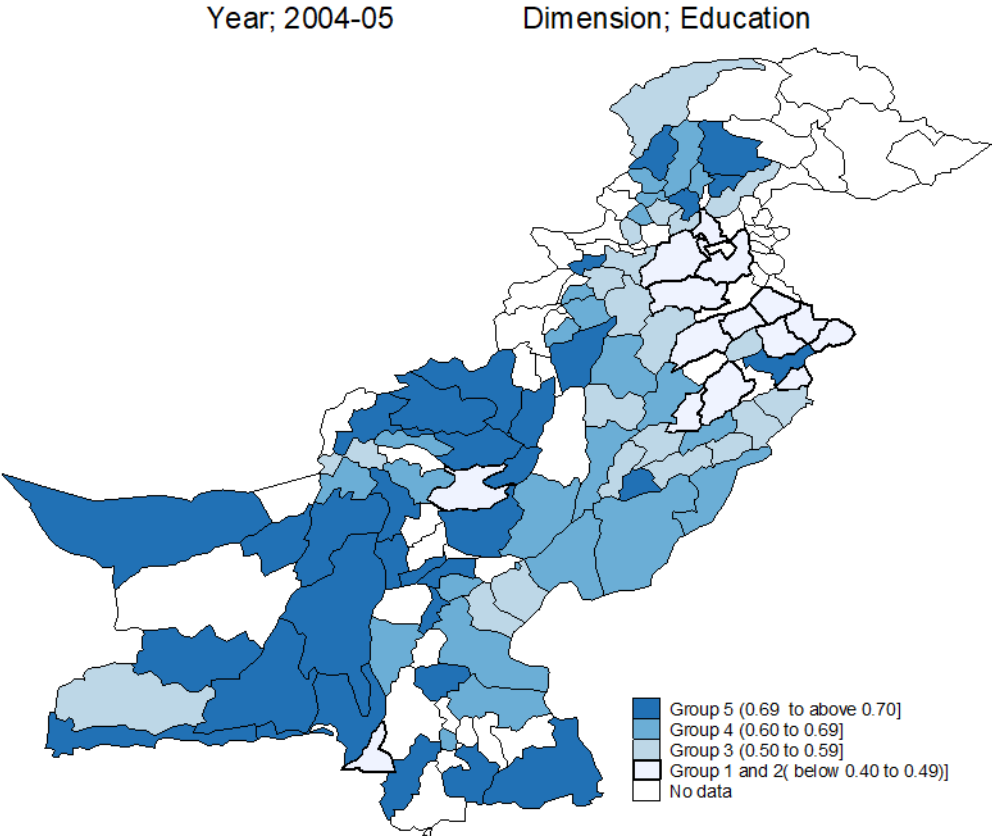 Year; 2004-05 Dimension; Education
Group 5 (0.69 to above 0.70]
Group 4 (0.60 to 0.69]
Group 3 (0.50 to 0.59]
Group 1 and 2( below 0.40 to 0.49)]
No data